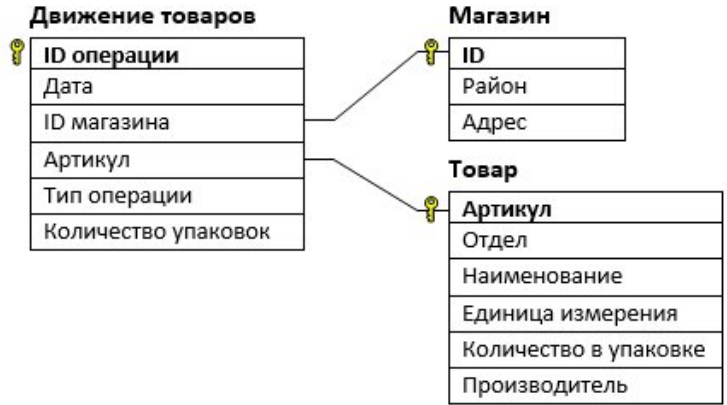 Движение товаров
ID операции
Дата
ID магазина
Артикул
Тип операции
Количество упаковок
Магазин
ID
Район
Адрес
Товар
Артикул
Отдел
Наименование
Единица измерения
Количество в упаковке
Производитель